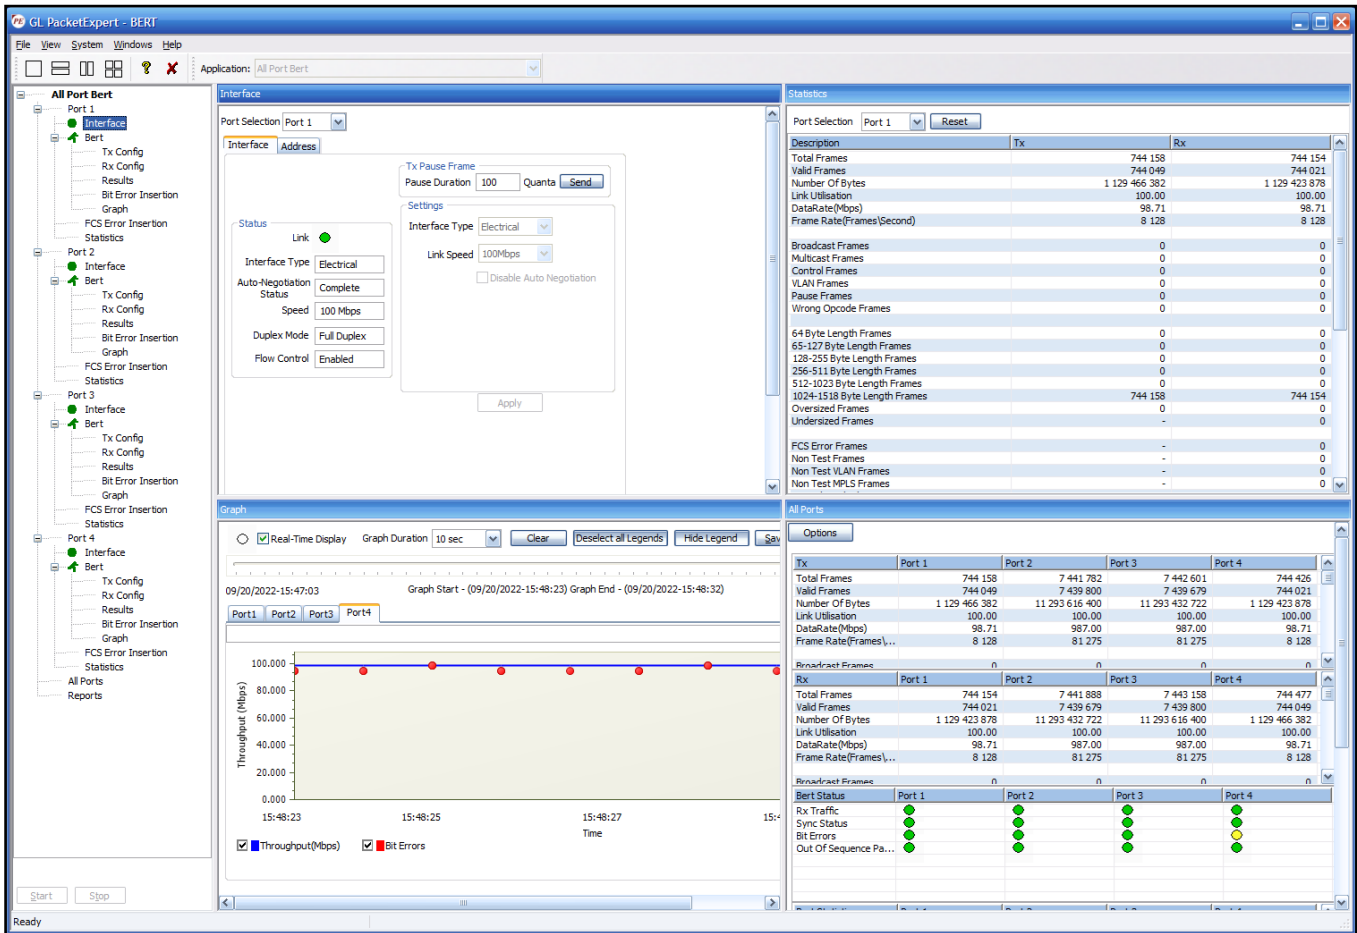 GL PacketExpert - BERT
File View System Windows Help
Application: All Port Bert
All Port Bert
Port 1
Interface
Bert
Tx Config
Rx Config
Results
Bit Error Insertion
Graph
FCS Error Insertion
Statistics
Port 2
Interface
Bert
Tx Config
Rx Config
Results
Bit Error Insertion
Graph
FCS Error Insertion
Statistics
Port 3
Interface
Bert
Tx Config
Rx Config
Results
Bit Error Insertion
Graph
FCS Error Insertion
Statistics
Port 4
Interface
Bert
Tx Config
Rx Config
Results
Bit Error Insertion
Graph
FCS Error Insertion
Statistics
All Ports
Reports
Start Stop
Ready
Interface
Port Selection Port 1
Interface Address
Tx Pause Frame
Pause Duration 100 Quanta Send
Status
Link
Interface Type Electrical
Auto-Negotiation Status Complete
Speed 100 Mbps
Duplex Mode Full Duplex
Flow Control Enabled
Settings
Interface Type Electrical
Link Speed 100Mbps
Disable Auto Negotiation
Apply
Statistics
Port Selection Port 1 Reset
Description Tx Rx
Total Frames 744 158 744 154
Valid Frames 744 049 744 021
Number Of Bytes 1 129 466 382 1 129 423 878
Link Utilisation 100.00 100.00
DataRate(Mbps) 98.71 98.71
Frame Rate(Frames\Second) 8 128 8 128
Broadcast Frames 0 0
Multicast Frames 0 0
Control Frames 0 0
VLAN Frames 0 0
Pause Frames 0 0
Wrong Opcode Frames 0 0
64 Byte Length Frames 0 0
65-127 Byte Length Frames 0 0
128-255 Byte Length Frames 0 0
256-511 Byte Length Frames 0 0
512-1023 Byte Length Frames 0 0
1024-1518 Byte Length Frames 744 158 744 154
Oversized Frames 0 0
Undersized Frames - 0
FCS Error Frames - 0
Non Test Frames - 0
Non Test VLAN Frames - 0
Non Test MPLS Frames - 0
Graph
Real-Time Display Graph Duration 10 sec Clear Deselect all Legends Hide Legend Sav
09/20/2022-15:47:03 Graph Start - (09/20/2022-15:48:23) Graph End - (09/20/2022-15:48:32)
Port1 Port2 Port3 Port4
Throughput (Mbps)
100.000
80.000
60.000
40.000
20.000
0.000
15:48:23 15:48:25 15:48:27 15:4
Time
Throughput(Mbps) Bit Errors
All Ports
Options
Tx Port 1 Port 2 Port 3 Port 4
Total Frames 744 158 7 441 782 7 442 601 744 426
Valid Frames 744 049 7 439 800 7 439 679 744 021
Number Of Bytes 1 129 466 382 11 293 616 400 11 293 432 722 1 129 423 878
Link Utilisation 100.00 100.00 100.00 100.00
DataRate(Mbps) 98.71 987.00 987.00 98.71
Frame Rate(Frames\... 8 128 81 275 81 275 8 128
Broadcast Frames 0 0 0 0
Rx Port 1 Port 2 Port 3 Port 4
Total Frames 744 154 7 441 888 7 443 158 744 477
Valid Frames 744 021 7 439 679 7 439 800 744 049
Number Of Bytes 1 129 423 878 11 293 432 722 11 293 616 400 1 129 466 382
Link Utilisation 100.00 100.00 100.00 100.00
DataRate(Mbps) 98.71 987.00 987.00 98.71
Frame Rate(Frames\... 8 128 81 275 81 275 8 128
Broadcast Frames 0 0 0 0
Bert Status Port 1 Port 2 Port 3 Port 4
Rx Traffic
Sync Status
Bit Errors
Out Of Sequence Pa...